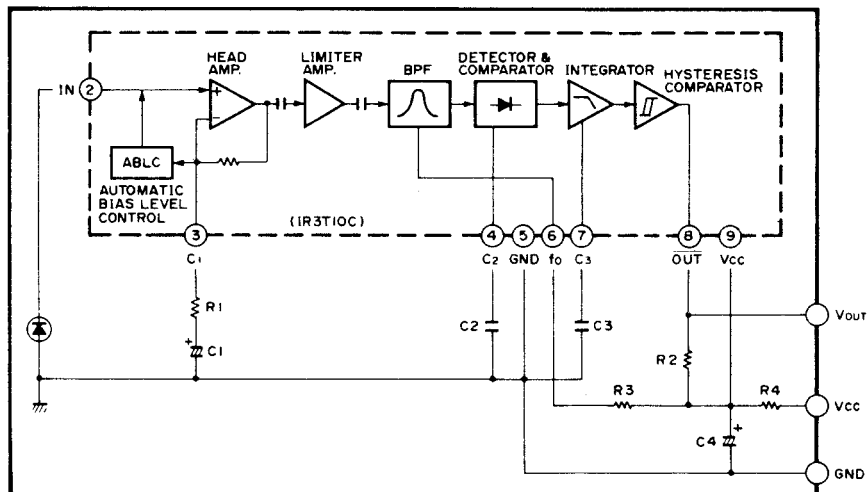 HEAD
AMP.
LIMITER
AMP.
BPF
DETECTOR &
COMPARATOR
INTEGRATOR
HYSTERESIS
COMPARATOR
IN 2
+
−
ABLC
AUTOMATIC
BIAS LEVEL
CONTROL
(IR3T10C)
3 4 5 6 7 8 9
C1 C2 GND fo C3 OUT Vcc
R1
+ C1
C2
C3
VOUT
R2
R3
R4
Vcc
C4 +
GND